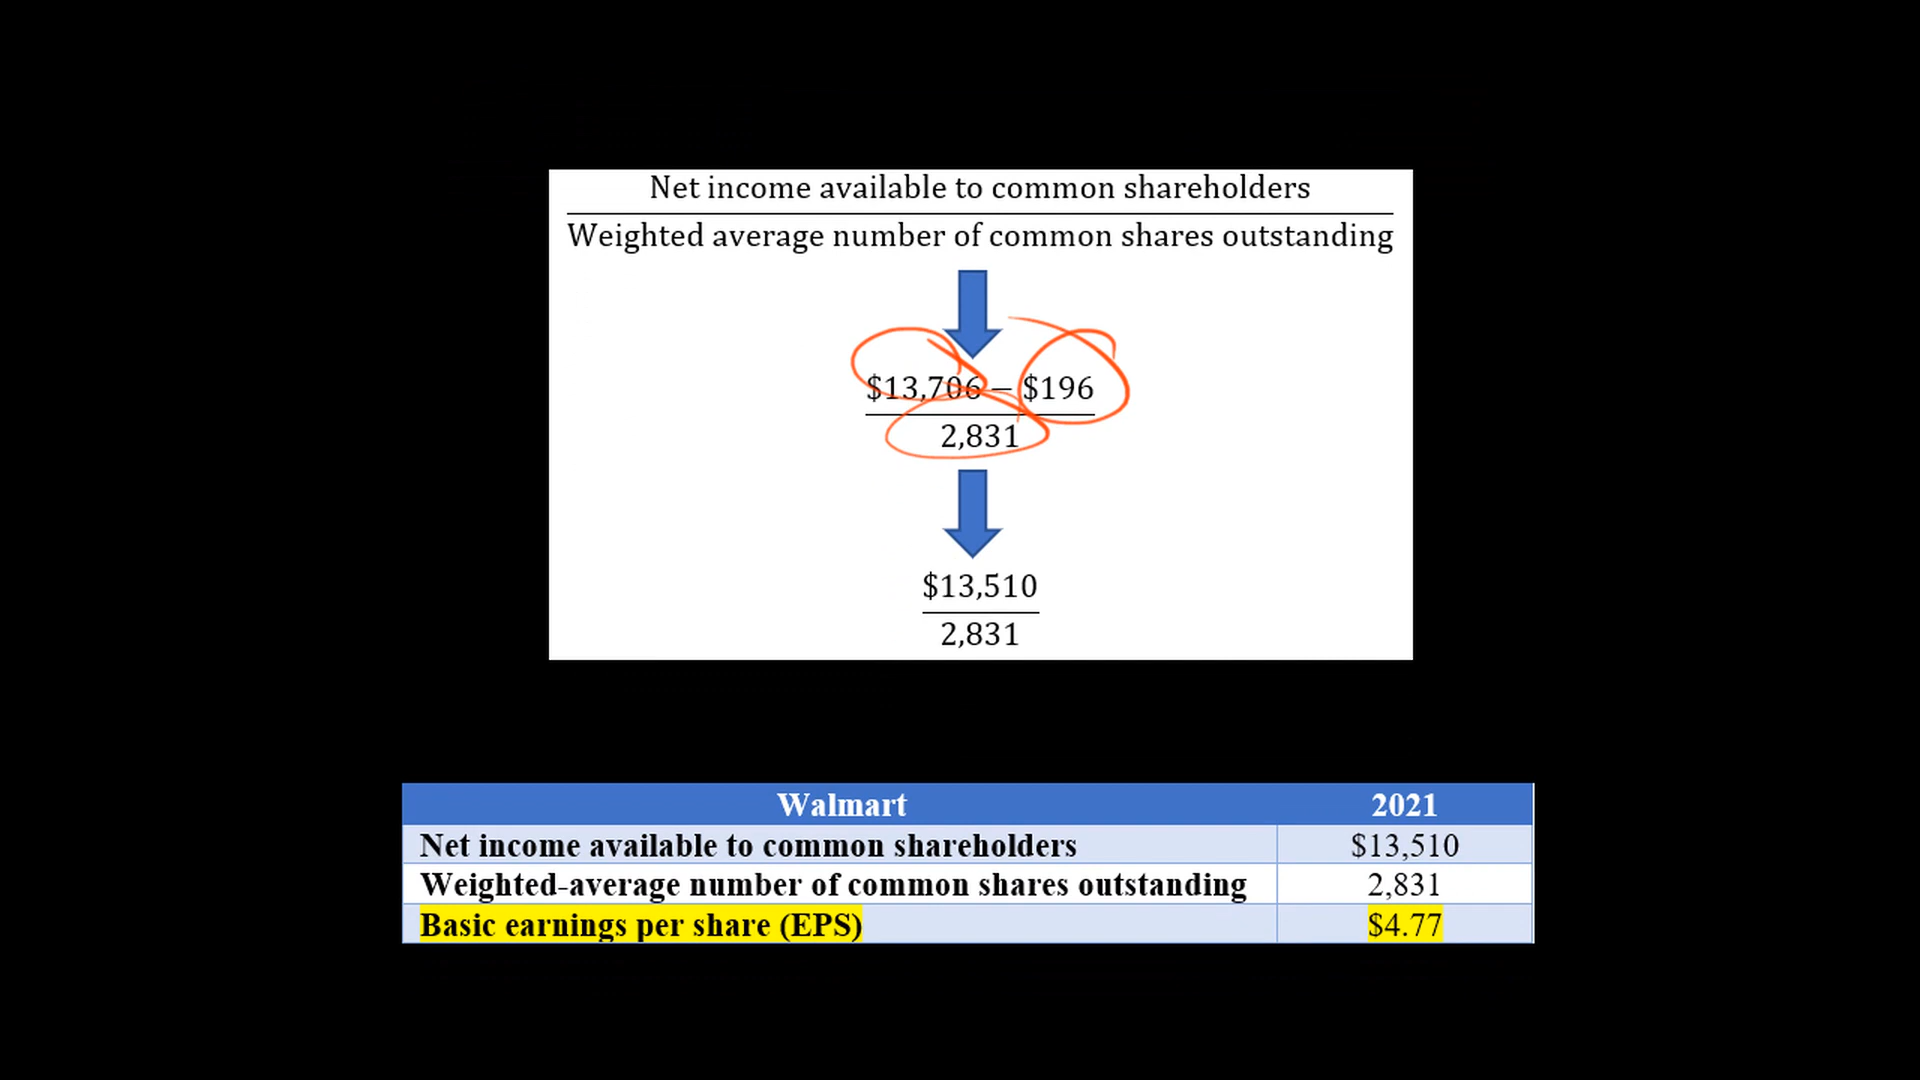 Net income available to common shareholders
Weighted average number of common shares outstanding
$13,706 – $196
2,831
$13,510
2,831
Walmart 2021
Net income available to common shareholders $13,510
Weighted-average number of common shares outstanding 2,831
Basic earnings per share (EPS) $4.77